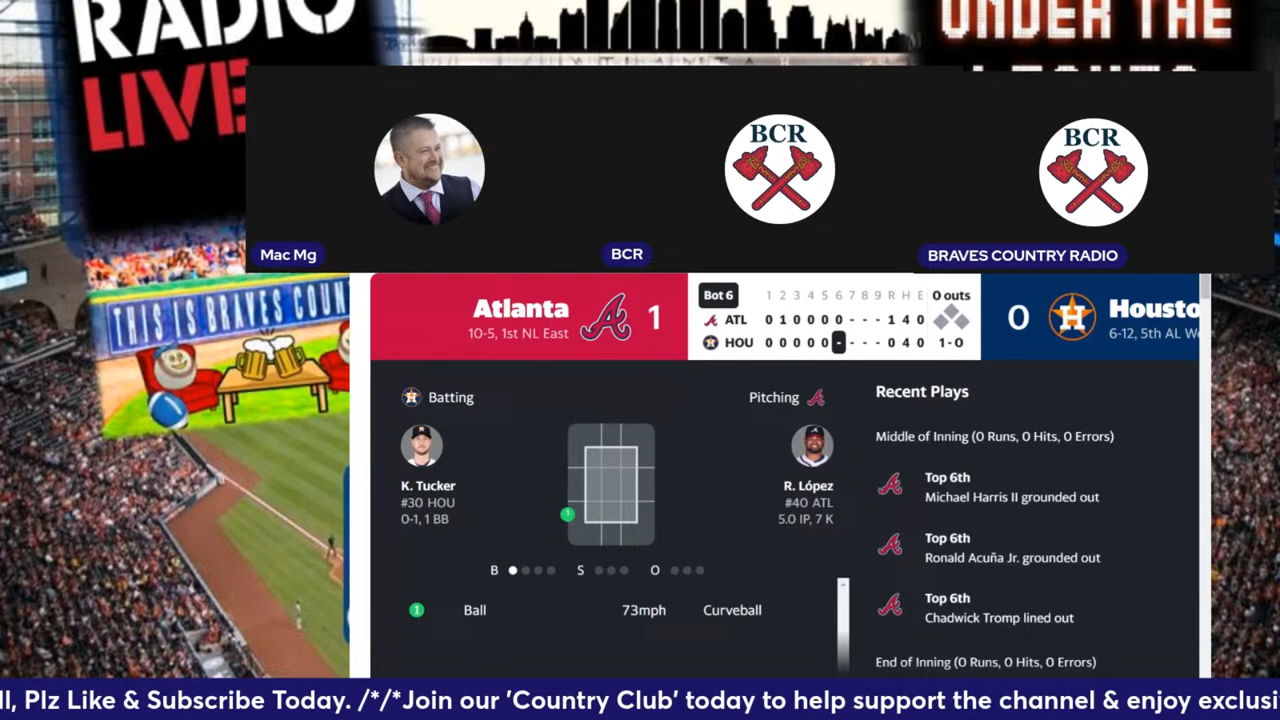 RADIO
LIVE
UNDER THE
BCR
BCR
Mac Mg
BCR
BRAVES COUNTRY RADIO
THIS IS BRAVES COUN
Atlanta
10-5, 1st NL East
A
1
Bot 6
1 2 3 4 5 6 7 8 9 R H E
0 outs
ATL 0 1 0 0 0 0 - - - 1 4 0
HOU 0 0 0 0 0 - - - - 0 4 0
1-0
0
H
Housto
6-12, 5th AL We
Batting
Pitching
K. Tucker
#30 HOU
0-1, 1 BB
1
R. López
#40 ATL
5.0 IP, 7 K
B
S
O
1 Ball 73mph Curveball
Recent Plays
Middle of Inning (0 Runs, 0 Hits, 0 Errors)
Top 6th
Michael Harris II grounded out
Top 6th
Ronald Acuña Jr. grounded out
Top 6th
Chadwick Tromp lined out
End of Inning (0 Runs, 0 Hits, 0 Errors)
ll, Plz Like & Subscribe Today. /*/*Join our 'Country Club' today to help support the channel & enjoy exclusi